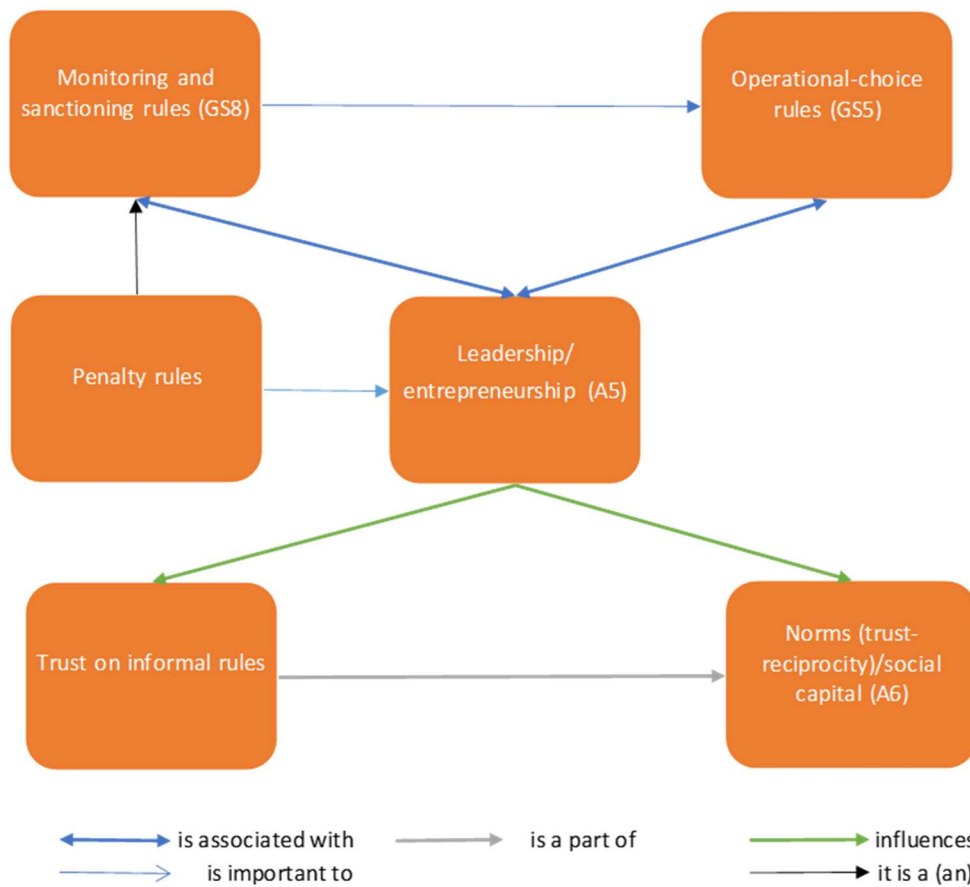 Monitoring and
sanctioning rules (GS8)
Operational-choice
rules (GS5)
Penalty rules
Leadership/
entrepreneurship (A5)
Trust on informal rules
Norms (trust-
reciprocity)/social
capital (A6)
is associated with
is a part of
influences
is important to
it is a (an)